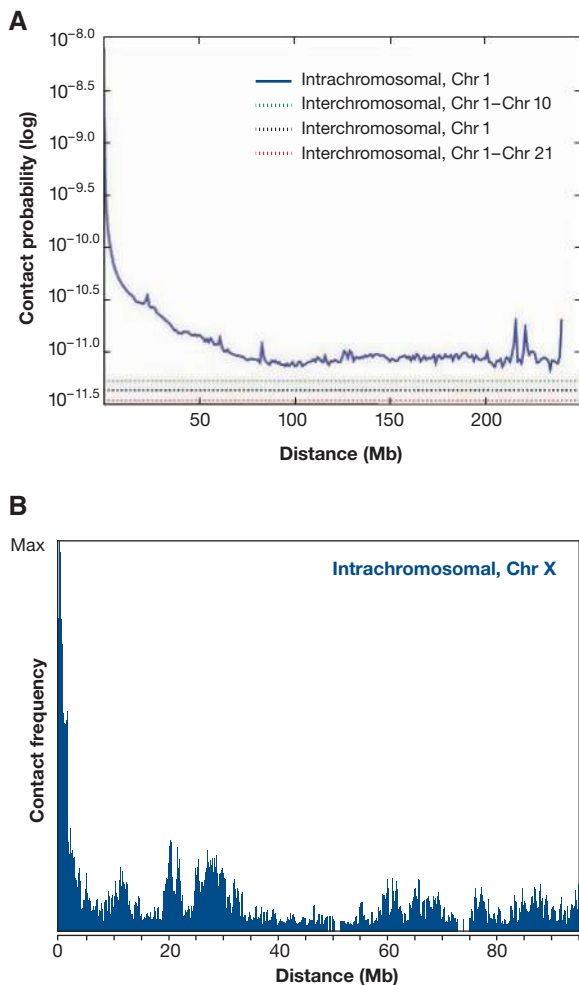 A
Contact probability (log)
10^-8.0
10^-8.5
10^-9.0
10^-9.5
10^-10.0
10^-10.5
10^-11.0
10^-11.5
Intrachromosomal, Chr 1
Interchromosomal, Chr 1–Chr 10
Interchromosomal, Chr 1
Interchromosomal, Chr 1–Chr 21
50 100 150 200
Distance (Mb)
B
Max
Intrachromosomal, Chr X
Contact frequency
0 20 40 60 80
Distance (Mb)